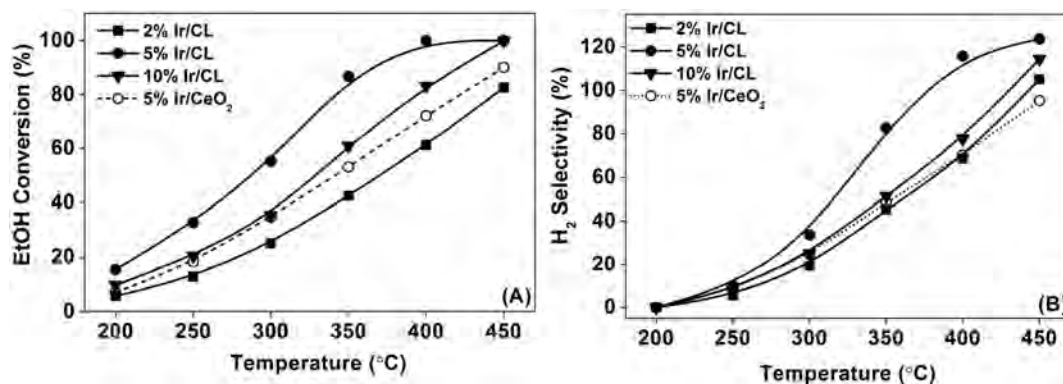 EtOH Conversion (%)
100
80
60
40
20
0
2% Ir/CL
5% Ir/CL
10% Ir/CL
5% Ir/CeO₂
(A)
200 250 300 350 400 450
Temperature (°C)
H₂ Selectivity (%)
120
100
80
60
40
20
0
2% Ir/CL
5% Ir/CL
10% Ir/CL
5% Ir/CeO₂
(B)
200 250 300 350 400 450
Temperature (°C)